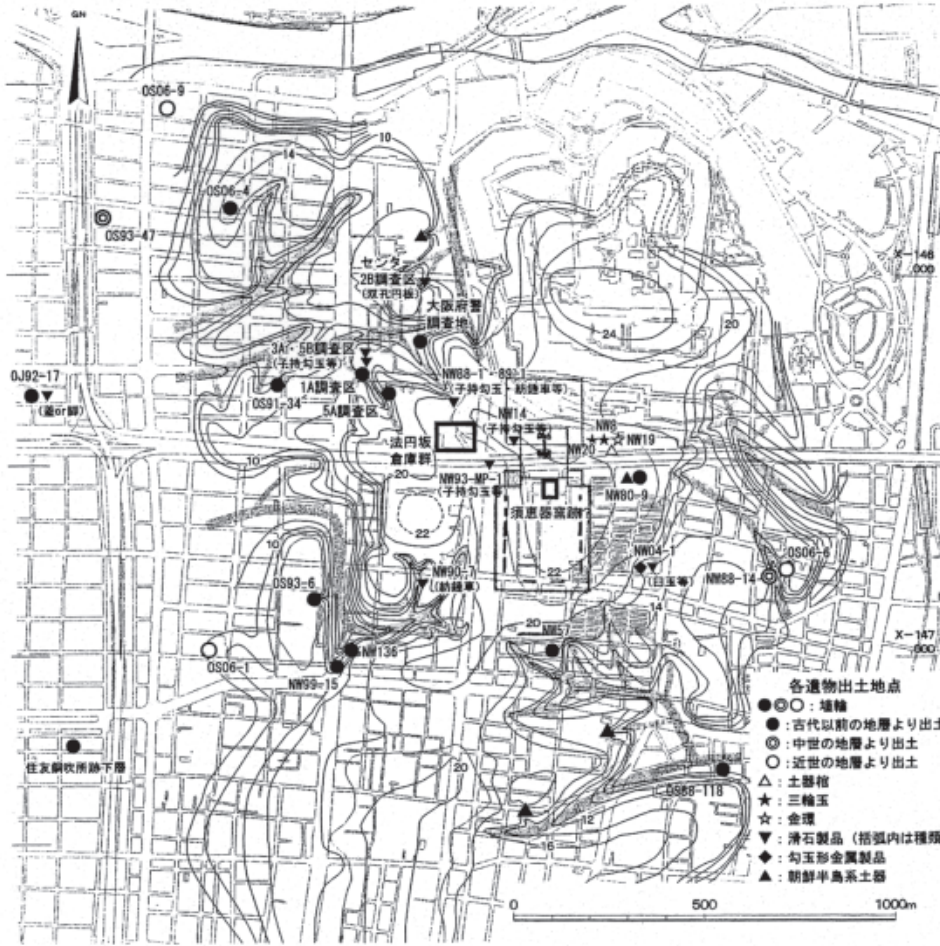 GN
OS06-9
10
14
OS06-4
OS93-47
センター
2B調査区
(双孔円板)
大阪府警
調査地
X-146
000
24
20
3A・5B調査区
(子持勾玉等)
OJ92-17
OS91-34
1A調査区
5A調査区
NW88-1・89-1
(子持勾玉・紡錘車等)
NW14
(子持勾玉等)
NW8
NW19
NW20
法円坂
倉庫群
10
20
NW93-MP-1
(子持勾玉等)
NW80-9
須恵器窯跡
22
22
10
OS93-6
NW90-7
(紡錘車)
NW04-1
(臼玉等)
14
OS06-6
NW88-14
20
NW57
OS06-1
NW136
NW99-15
X-147
000
住友銅吹所跡下層
20
OS88-118
12
16
各遺物出土地点
●◎○：埴輪
●：古代以前の地層より出土
◎：中世の地層より出土
○：近世の地層より出土
△：土器棺
★：三輪玉
☆：金環
▼：滑石製品（括弧内は種類
◆：勾玉形金属製品
▲：朝鮮半島系土器
0
500
1000m